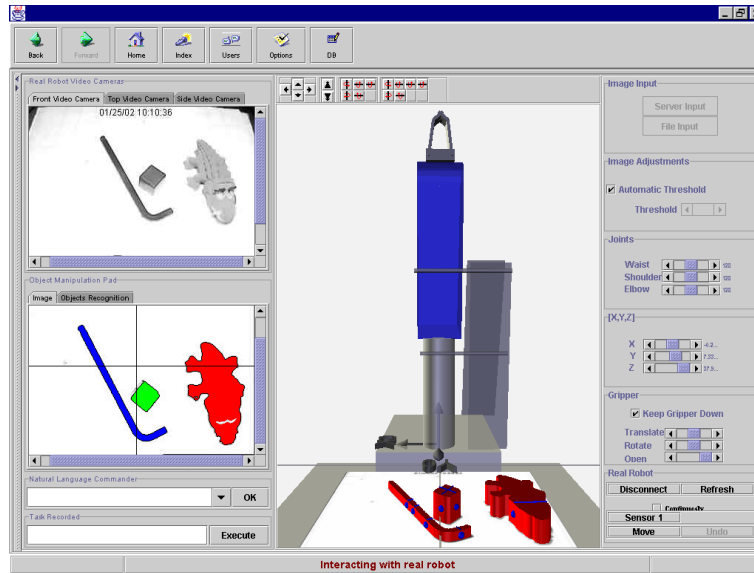 Back Forward Home Index Users Options DB
Real Robot Video Cameras
Front Video Camera Top Video Camera Side Video Camera
01/25/02 10:10:36
Object Manipulation Pad
Image Objects Recognition
Natural Language Commander
OK
Task Recorded
Execute
Image Input
Server Input
File Input
Image Adjustments
Automatic Threshold
Threshold
Joints
Waist
Shoulder
Elbow
[X,Y,Z]
X
Y
Z
Gripper
Keep Gripper Down
Translate
Rotate
Open
Real Robot
Disconnect Refresh
Continuously
Sensor 1
Move Undo
Interacting with real robot